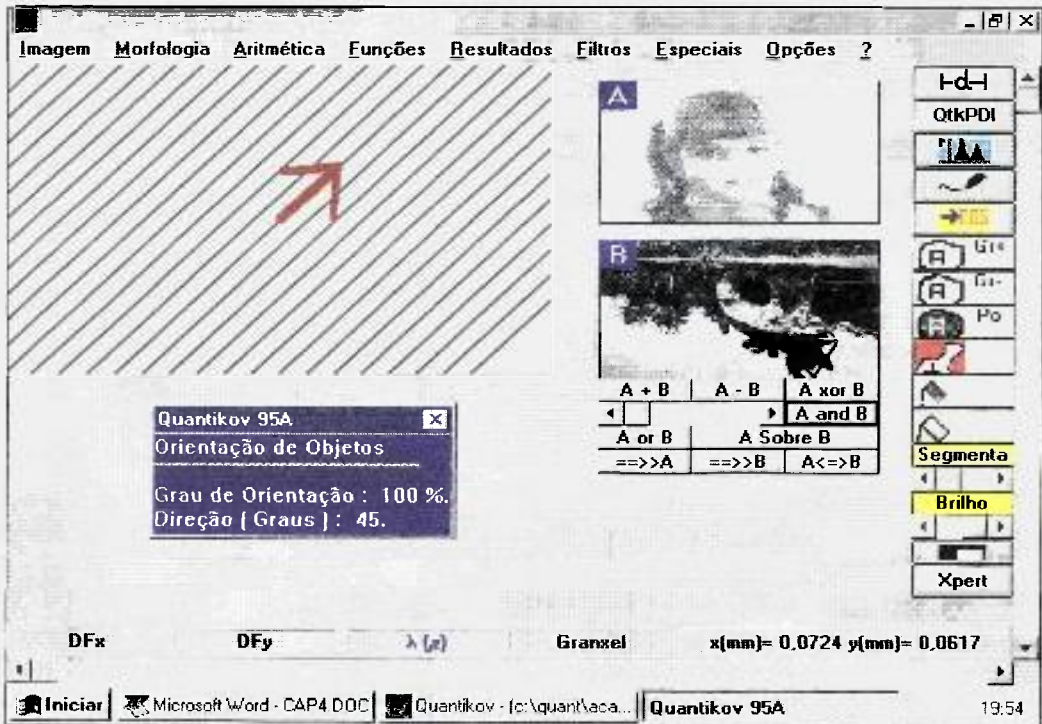 Imagem Morfologia Aritmética Funções Resultados Filtros Especiais Opções ?
A
B
A + B A - B A xor B
A and B
A or B A Sobre B
==>>A ==>>B A<=>B
Quantikov 95A
Orientação de Objetos
Grau de Orientação : 100 %.
Direção ( Graus ) : 45.
d
QtkPDI
Segmenta
Brilho
Xpert
DFx DFy Granxel x(mm)= 0,0724 y(mm)= 0,0617
Iniciar Microsoft Word - CAP4 DOC Quantikov - [c:\quant\aca... Quantikov 95A 19:54